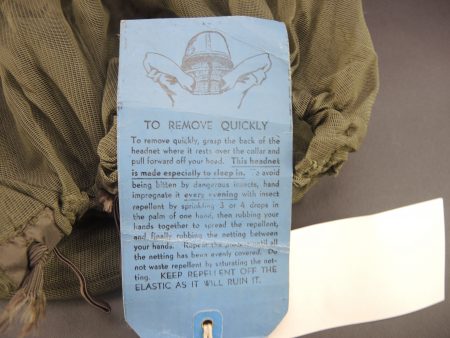 TO REMOVE QUICKLY
To remove quickly, grasp the back of the
headnet where it rests over the collar and
pull forward off your head. This headnet
is made especially to sleep in. To avoid
being bitten by dangerous insects, hand
impregnate it every evening with insect
repellent by sprinkling 3 or 4 drops in
the palm of one hand, then rubbing your
hands together to spread the repellent,
and finally rubbing the netting between
your hands. Repeat the process until all
the netting has been evenly covered. Do
not waste repellent by saturating the net-
ting. KEEP REPELLENT OFF THE
ELASTIC AS IT WILL RUIN IT.